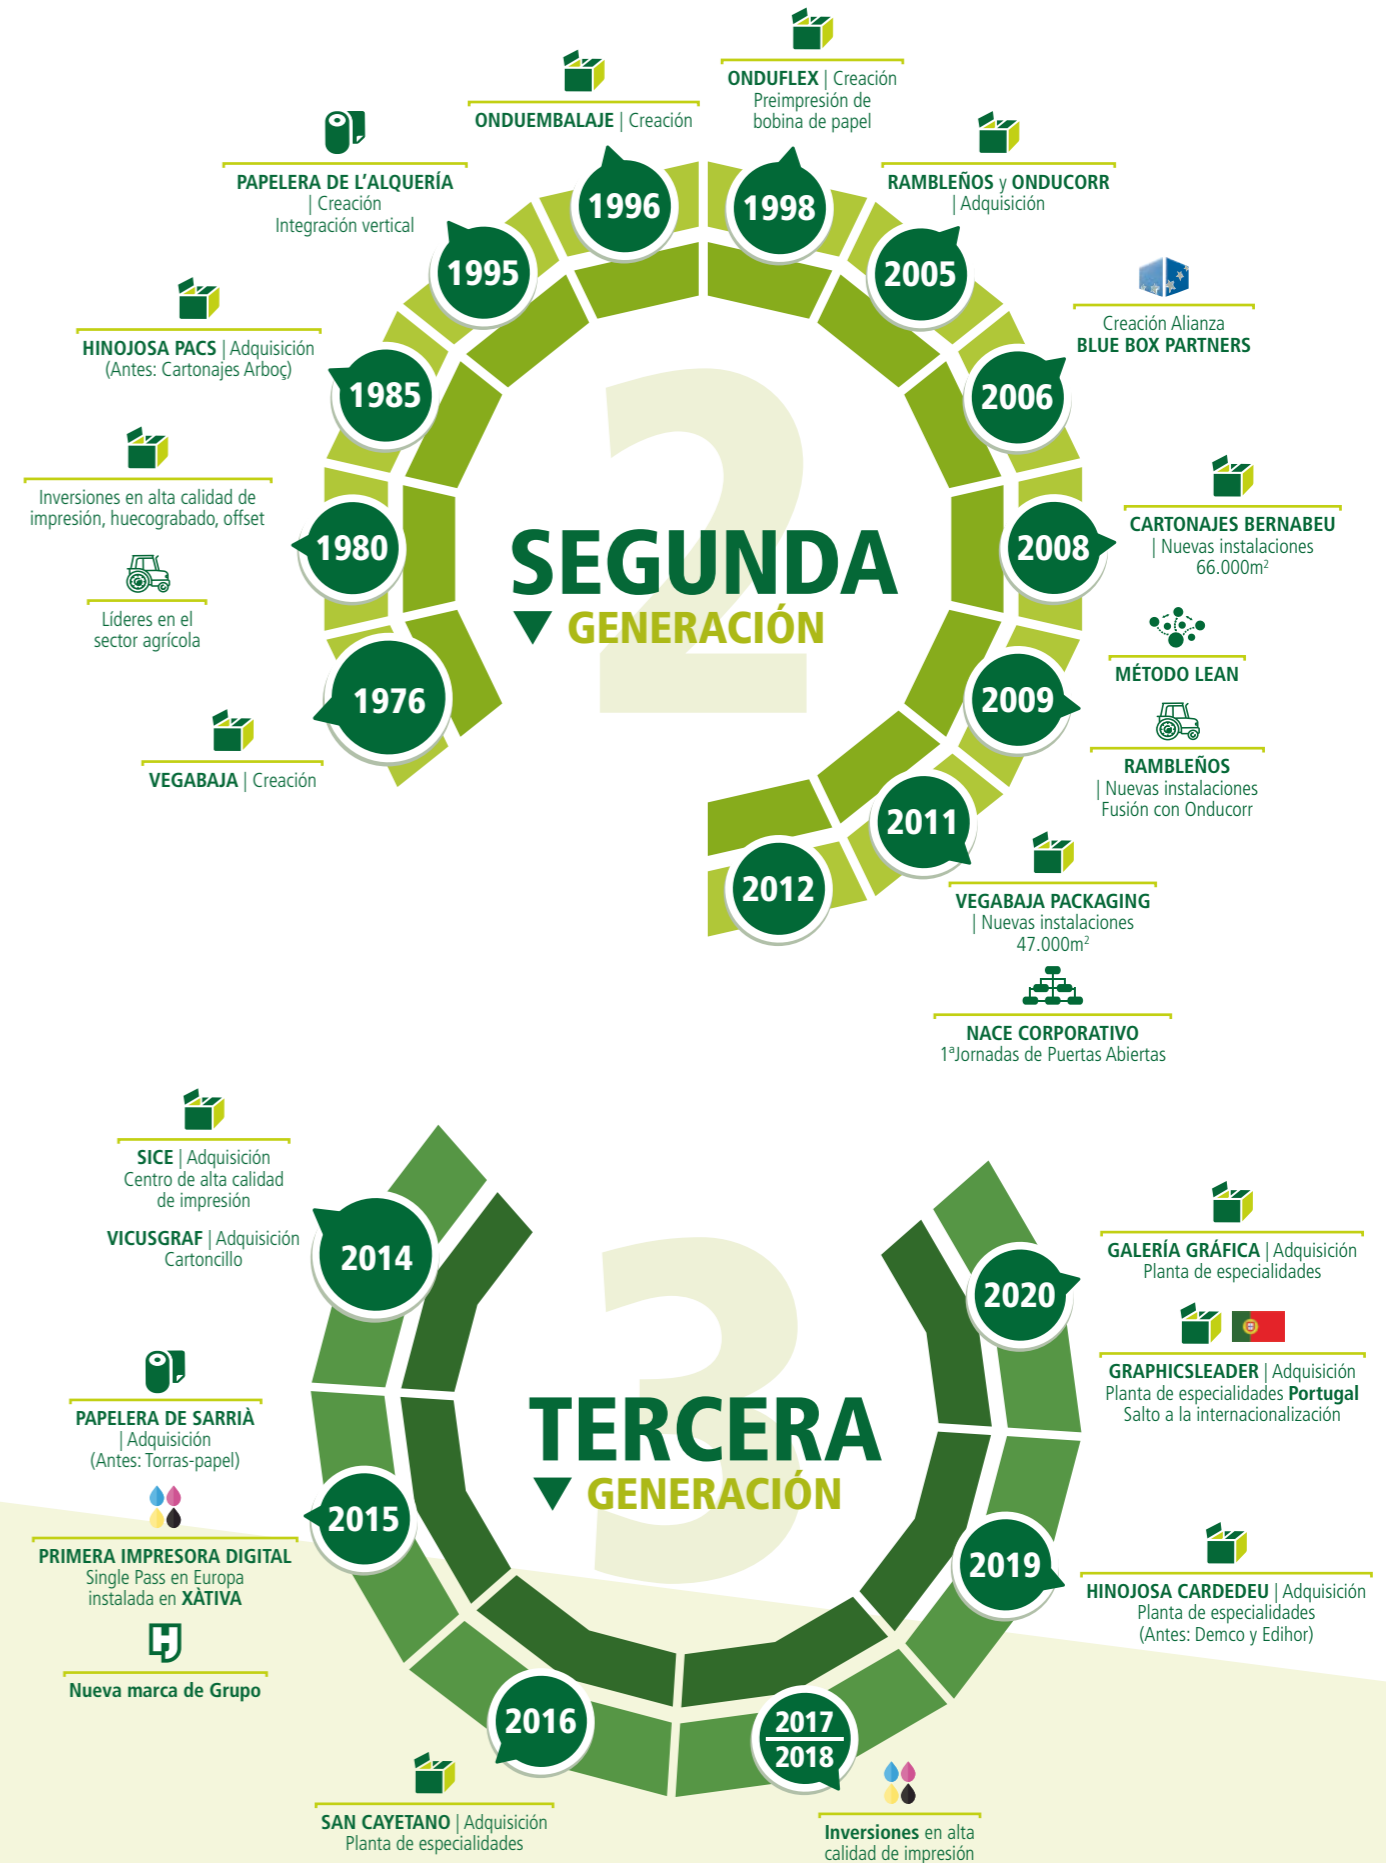 2
SEGUNDA
GENERACIÓN
1976
VEGABAJA | Creación
1980
Inversiones en alta calidad de
impresión, huecograbado, offset
Líderes en el
sector agrícola
1985
HINOJOSA PACS | Adquisición
(Antes: Cartonajes Arboç)
1995
PAPELERA DE L'ALQUERÍA
| Creación
Integración vertical
1996
ONDUEMBALAJE | Creación
1998
ONDUFLEX | Creación
Preimpresión de
bobina de papel
2005
RAMBLEÑOS y ONDUCORR
| Adquisición
2006
Creación Alianza
BLUE BOX PARTNERS
2008
CARTONAJES BERNABEU
| Nuevas instalaciones
66.000m²
2009
MÉTODO LEAN
RAMBLEÑOS
| Nuevas instalaciones
Fusión con Onducorr
2011
VEGABAJA PACKAGING
| Nuevas instalaciones
47.000m²
2012
NACE CORPORATIVO
1ªJornadas de Puertas Abiertas
3
TERCERA
GENERACIÓN
2014
SICE | Adquisición
Centro de alta calidad
de impresión
VICUSGRAF | Adquisición
Cartoncillo
2015
PAPELERA DE SARRIÀ
| Adquisición
(Antes: Torras-papel)
PRIMERA IMPRESORA DIGITAL
Single Pass en Europa
instalada en XÀTIVA
Nueva marca de Grupo
2016
SAN CAYETANO | Adquisición
Planta de especialidades
2017
2018
Inversiones en alta
calidad de impresión
2019
HINOJOSA CARDEDEU | Adquisición
Planta de especialidades
(Antes: Demco y Edihor)
2020
GALERÍA GRÁFICA | Adquisición
Planta de especialidades
GRAPHICSLEADER | Adquisición
Planta de especialidades Portugal
Salto a la internacionalización